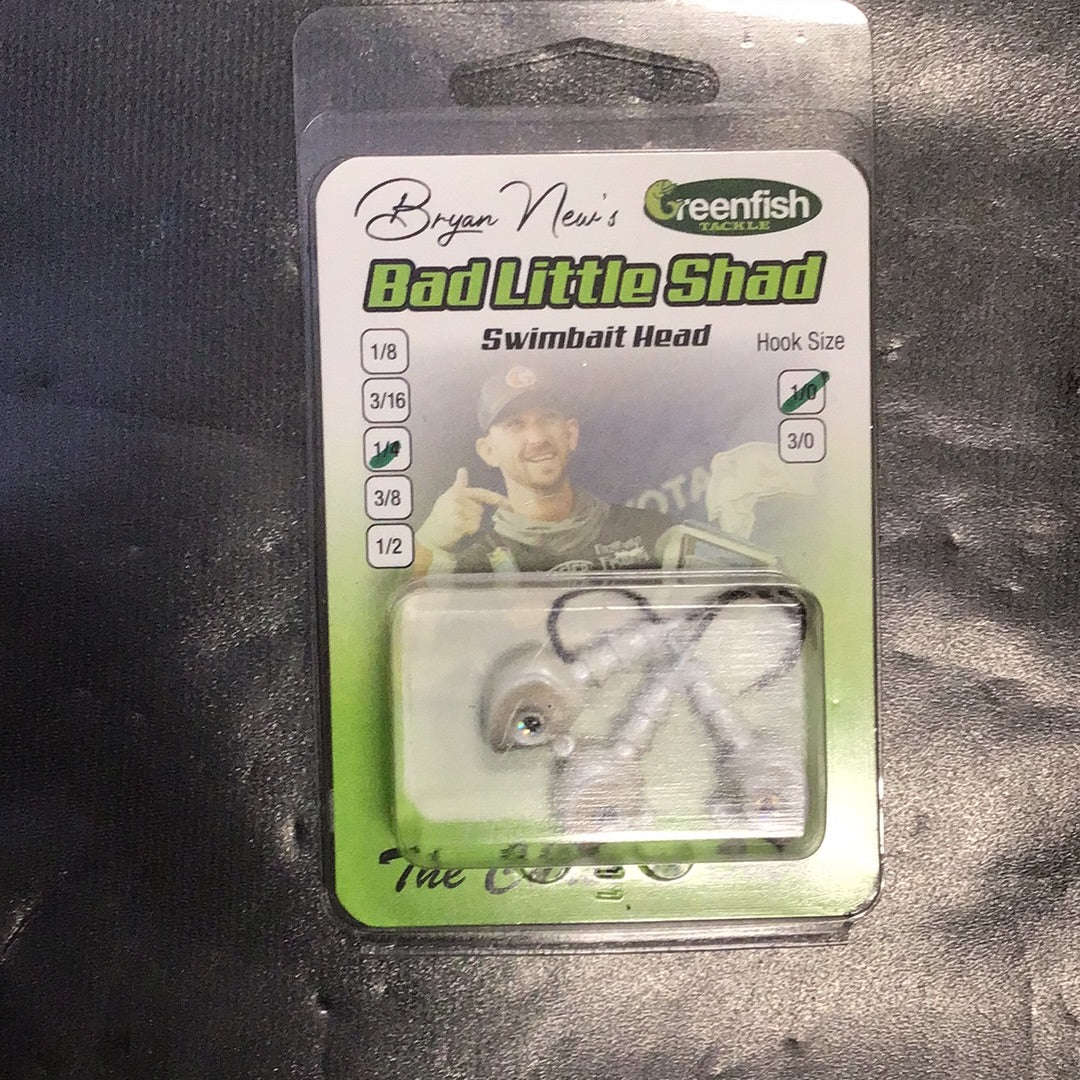 Bryan New's
Greenfish
TACKLE
Bad Little Shad
Swimbait Head
Hook Size
1/8
3/16
1/4
3/8
1/2
1/0
3/0
The